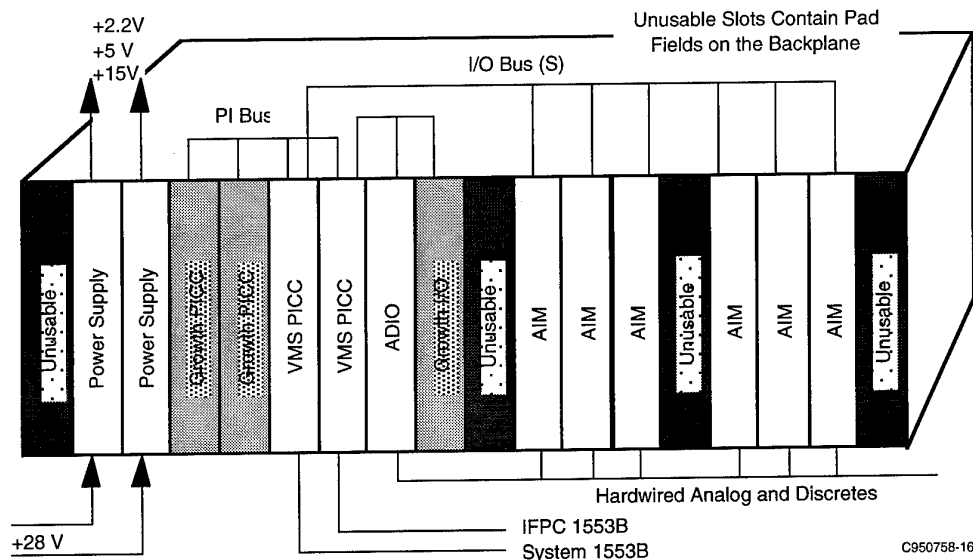 +2.2V
+5 V
+15V
Unusable Slots Contain Pad
Fields on the Backplane
I/O Bus (S)
PI Bus
Unusable
Power Supply
Power Supply
Growth PICC
Growth PICC
VMS PICC
VMS PICC
ADIO
Growth I/O
Unusable
AIM
AIM
AIM
Unusable
AIM
AIM
AIM
Unusable
Hardwired Analog and Discretes
+28 V
IFPC 1553B
System 1553B
C950758-16